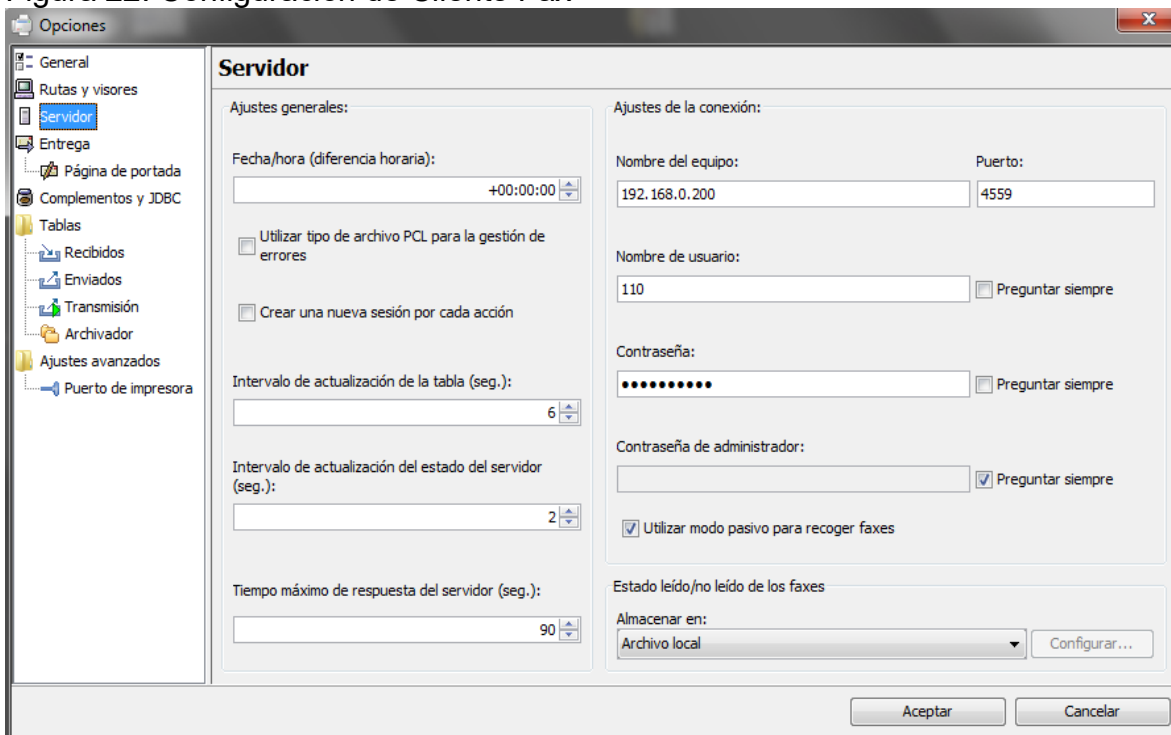 Figura 22. Configuración de Cliente Fax
Opciones
General
Rutas y visores
Servidor
Entrega
Página de portada
Complementos y JDBC
Tablas
Recibidos
Enviados
Transmisión
Archivador
Ajustes avanzados
Puerto de impresora
Servidor
Ajustes generales:
Fecha/hora (diferencia horaria):
+00:00:00
Utilizar tipo de archivo PCL para la gestión de
errores
Crear una nueva sesión por cada acción
Intervalo de actualización de la tabla (seg.):
6
Intervalo de actualización del estado del servidor
(seg.):
2
Tiempo máximo de respuesta del servidor (seg.):
90
Ajustes de la conexión:
Nombre del equipo: Puerto:
192.168.0.200 4559
Nombre de usuario:
110 Preguntar siempre
Contraseña:
•••••••••• Preguntar siempre
Contraseña de administrador:
Preguntar siempre
Utilizar modo pasivo para recoger faxes
Estado leído/no leído de los faxes
Almacenar en:
Archivo local Configurar...
Aceptar Cancelar